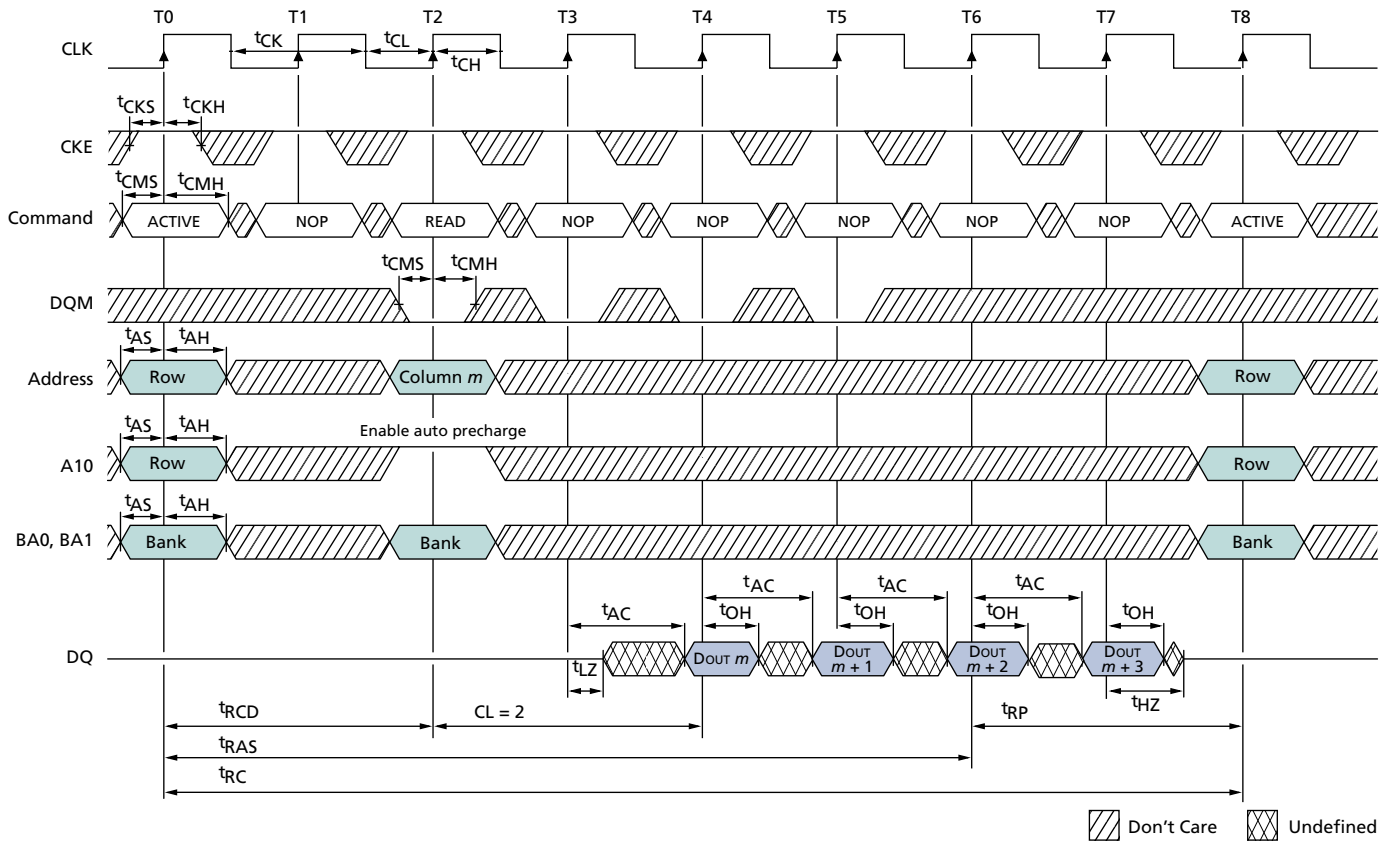 T0 T1 T2 T3 T4 T5 T6 T7 T8
CLK
tCK tCL
tCH
tCKS tCKH
CKE
tCMS tCMH
Command ACTIVE NOP READ NOP NOP NOP NOP NOP ACTIVE
tCMS tCMH
DQM
tAS tAH
Address Row Column m Row
tAS tAH
Enable auto precharge
A10 Row Row
tAS tAH
BA0, BA1 Bank Bank Bank
tAC tAC tAC
tAC tOH tOH tOH tOH
DQ
DOUT m
DOUT
m + 1
DOUT
m + 2
DOUT
m + 3
tLZ
tHZ
tRCD CL = 2 tRP
tRAS
tRC
Don't Care Undefined